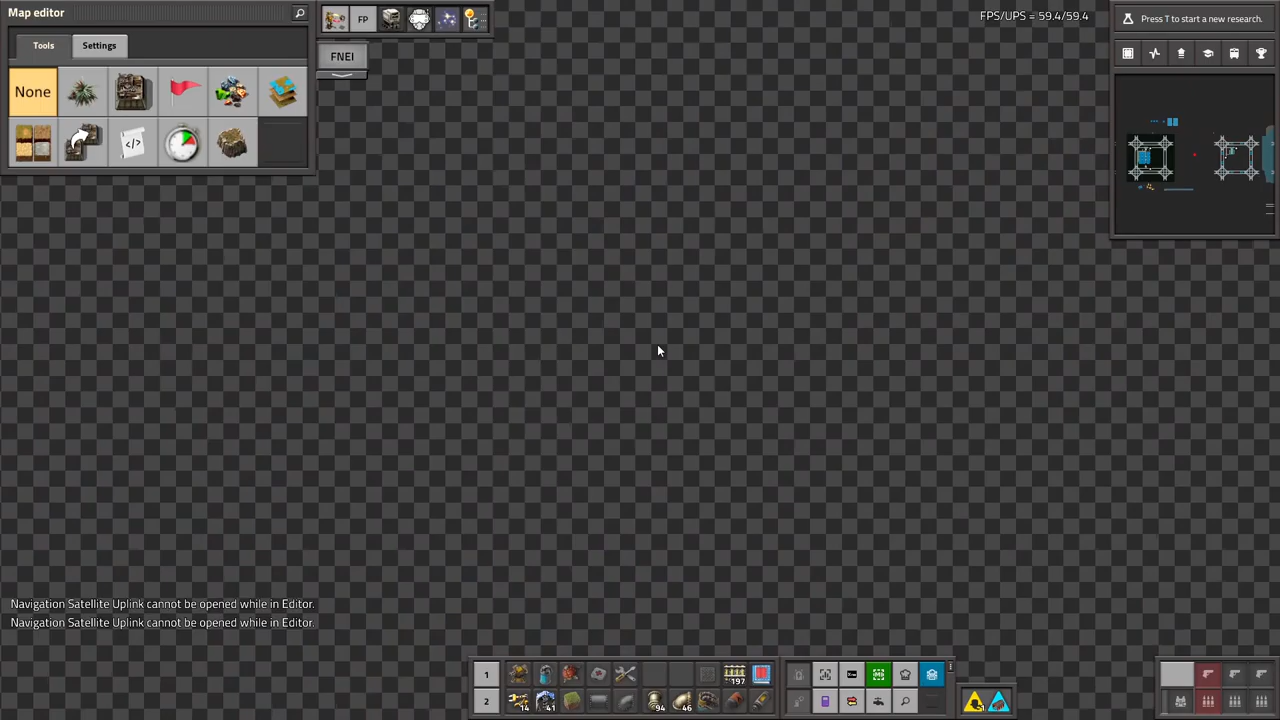 Map editor
FP
FPS/UPS = 59.4/59.4
Press T to start a new research.
Tools
Settings
FNEI
None
</>
Navigation Satellite Uplink cannot be opened while in Editor.
Navigation Satellite Uplink cannot be opened while in Editor.
1
197
2
14
41
94
46